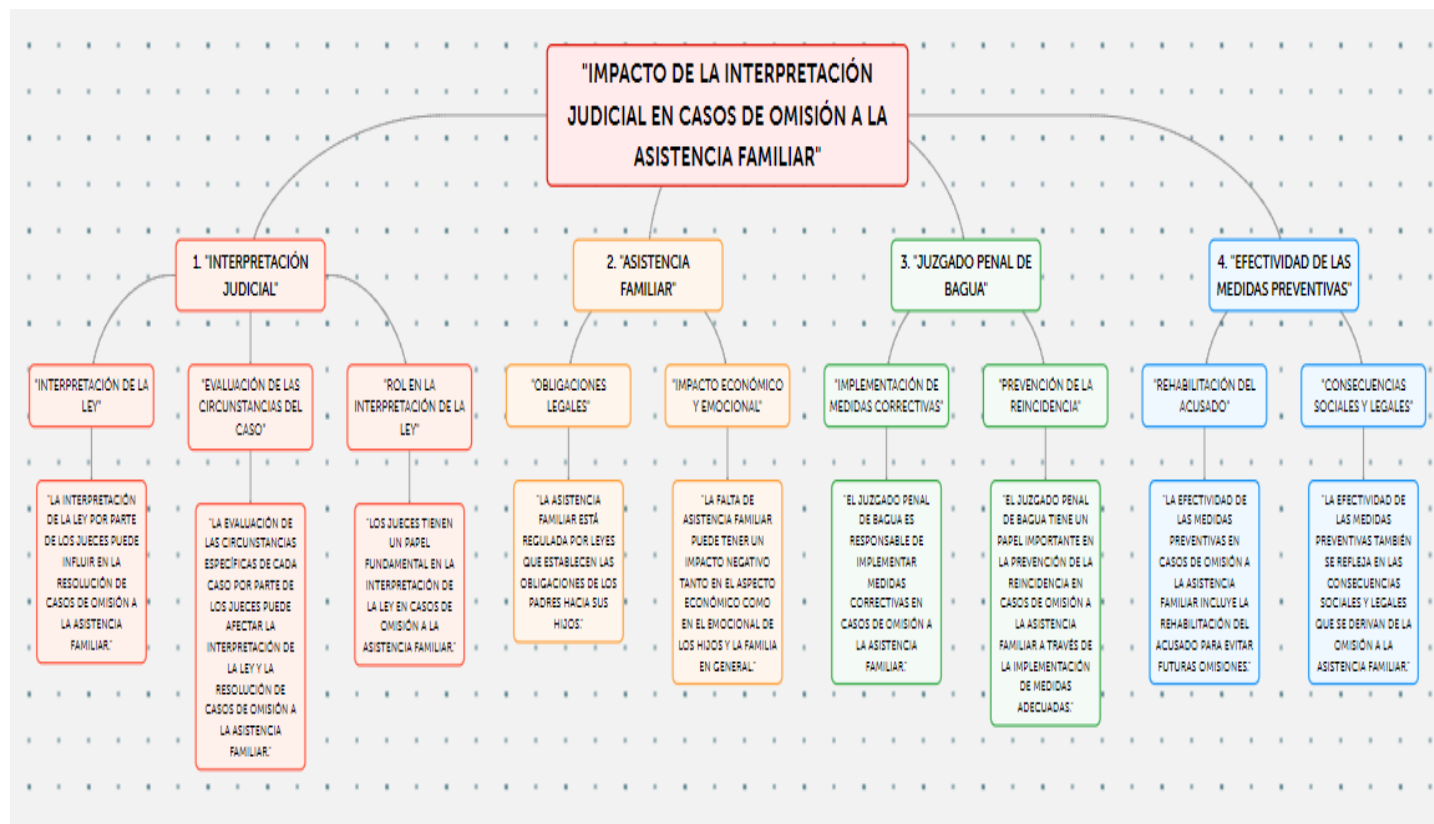 "IMPACTO DE LA INTERPRETACIÓN
JUDICIAL EN CASOS DE OMISIÓN A LA
ASISTENCIA FAMILIAR"
1. "INTERPRETACIÓN
JUDICIAL"
2. "ASISTENCIA
FAMILIAR"
3. "JUZGADO PENAL DE
BAGUA"
4. "EFECTIVIDAD DE LAS
MEDIDAS PREVENTIVAS"
"INTERPRETACIÓN DE LA
LEY"
"EVALUACIÓN DE LAS
CIRCUNSTANCIAS DEL
CASO"
"ROL EN LA
INTERPRETACIÓN DE LA
LEY"
"OBLIGACIONES
LEGALES"
"IMPACTO ECONÓMICO
Y EMOCIONAL"
"IMPLEMENTACIÓN DE
MEDIDAS CORRECTIVAS"
"PREVENCIÓN DE LA
REINCIDENCIA"
"REHABILITACIÓN DEL
ACUSADO"
"CONSECUENCIAS
SOCIALES Y LEGALES"
"LA INTERPRETACIÓN
DE LA LEY POR PARTE
DE LOS JUECES PUEDE
INFLUIR EN LA
RESOLUCIÓN DE
CASOS DE OMISIÓN A
LA ASISTENCIA
FAMILIAR."
"LA EVALUACIÓN DE
LAS CIRCUNSTANCIAS
ESPECÍFICAS DE CADA
CASO POR PARTE DE
LOS JUECES PUEDE
AFECTAR LA
INTERPRETACIÓN DE
LA LEY Y LA
RESOLUCIÓN DE
CASOS DE OMISIÓN A
LA ASISTENCIA
FAMILIAR."
"LOS JUECES TIENEN
UN PAPEL
FUNDAMENTAL EN LA
INTERPRETACIÓN DE
LA LEY EN CASOS DE
OMISIÓN A LA
ASISTENCIA FAMILIAR."
"LA ASISTENCIA
FAMILIAR ESTÁ
REGULADA POR LEYES
QUE ESTABLECEN LAS
OBLIGACIONES DE LOS
PADRES HACIA SUS
HIJOS."
"LA FALTA DE
ASISTENCIA FAMILIAR
PUEDE TENER UN
IMPACTO NEGATIVO
TANTO EN EL ASPECTO
ECONÓMICO COMO
EN EL EMOCIONAL DE
LOS HIJOS Y LA FAMILIA
EN GENERAL."
"EL JUZGADO PENAL
DE BAGUA ES
RESPONSABLE DE
IMPLEMENTAR
MEDIDAS
CORRECTIVAS EN
CASOS DE OMISIÓN A
LA ASISTENCIA
FAMILIAR."
"EL JUZGADO PENAL
DE BAGUA TIENE UN
PAPEL IMPORTANTE EN
LA PREVENCIÓN DE LA
REINCIDENCIA EN
CASOS DE OMISIÓN A
LA ASISTENCIA
FAMILIAR A TRAVÉS DE
LA IMPLEMENTACIÓN
DE MEDIDAS
ADECUADAS."
"LA EFECTIVIDAD DE
LAS MEDIDAS
PREVENTIVAS EN
CASOS DE OMISIÓN A
LA ASISTENCIA
FAMILIAR INCLUYE LA
REHABILITACIÓN DEL
ACUSADO PARA EVITAR
FUTURAS OMISIONES."
"LA EFECTIVIDAD DE
LAS MEDIDAS
PREVENTIVAS TAMBIÉN
SE REFLEJA EN LAS
CONSECUENCIAS
SOCIALES Y LEGALES
QUE SE DERIVAN DE LA
OMISIÓN A LA
ASISTENCIA FAMILIAR."